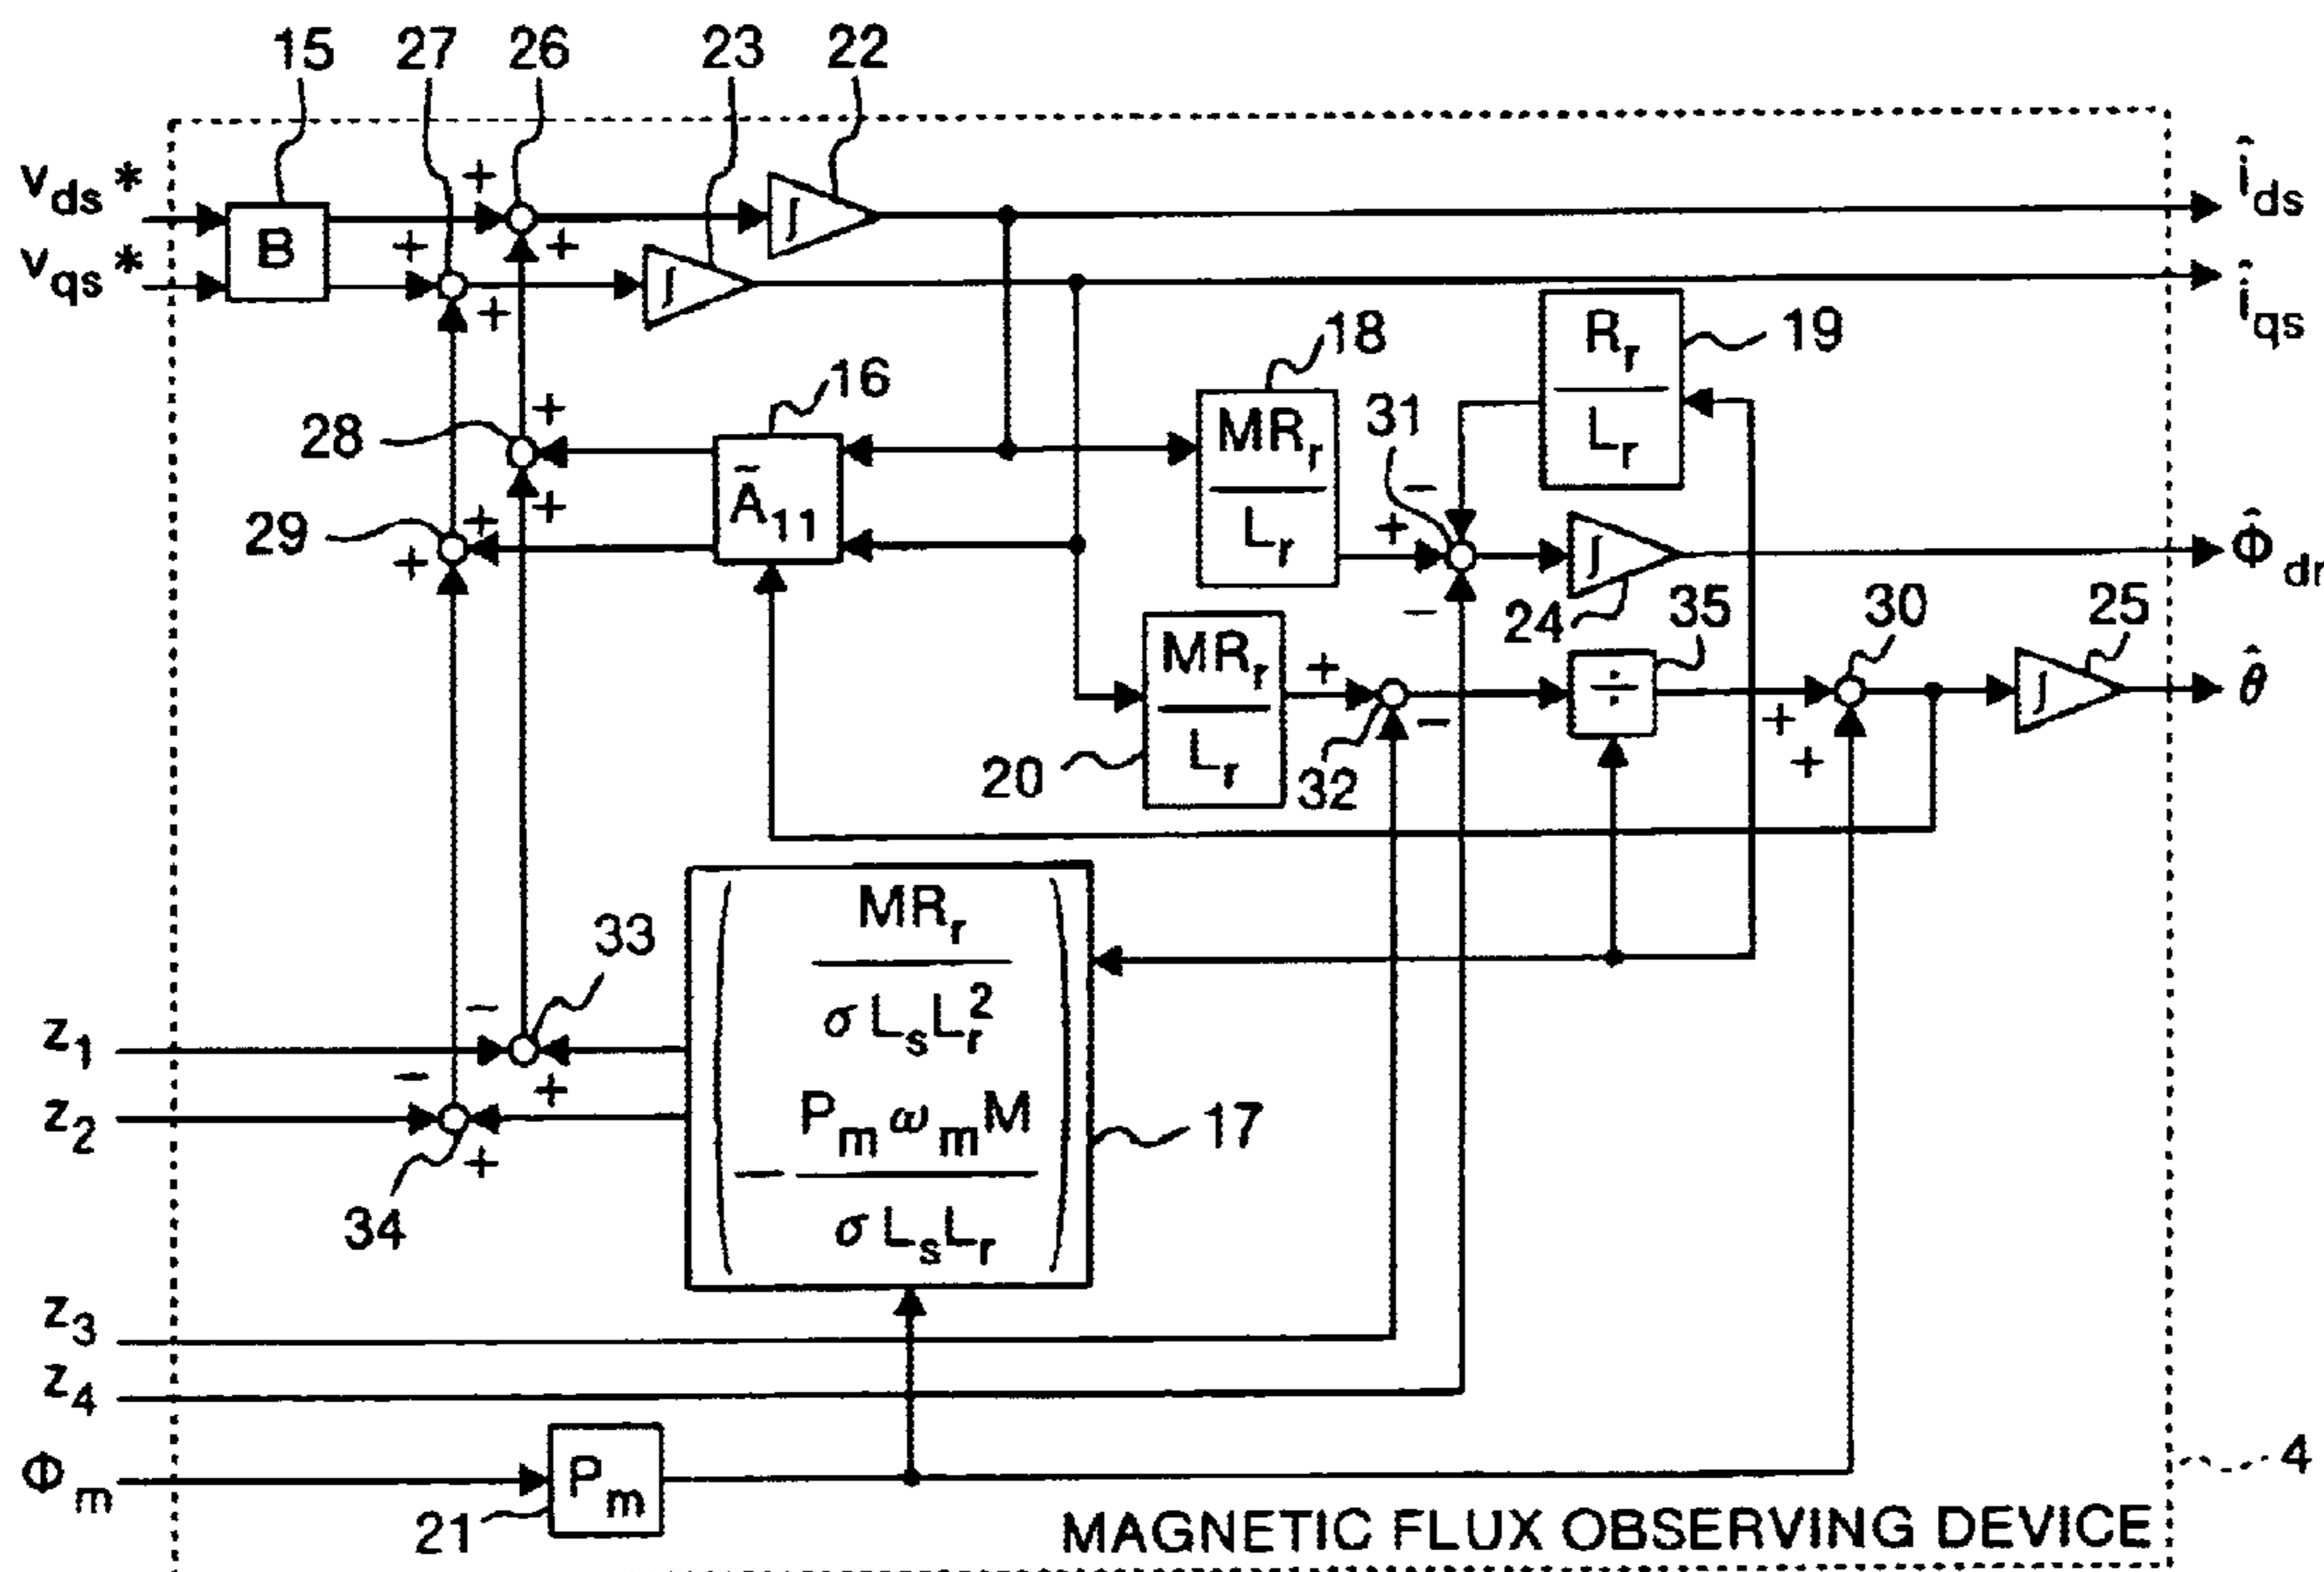 15 27 26 23 22
v_ds* + î_ds
B ∫
v_qs* + + î_qs
∫
+
R_r
L_r
19
18
MR_r
L_r
31
16
28 +
Ā_11
+
29 + +
−
+
−
∫
24
Φ̂_dr
35 30 25
20
MR_r
L_r
+
32 −
÷
+
+
∫
θ̂
33
MR_r
σ L_s L_r^2
P_m ω_m M
−
σ L_s L_r
17
z_1 −
+
z_2 −
+
34
z_3
z_4
Φ_m
P_m
21
4
MAGNETIC FLUX OBSERVING DEVICE